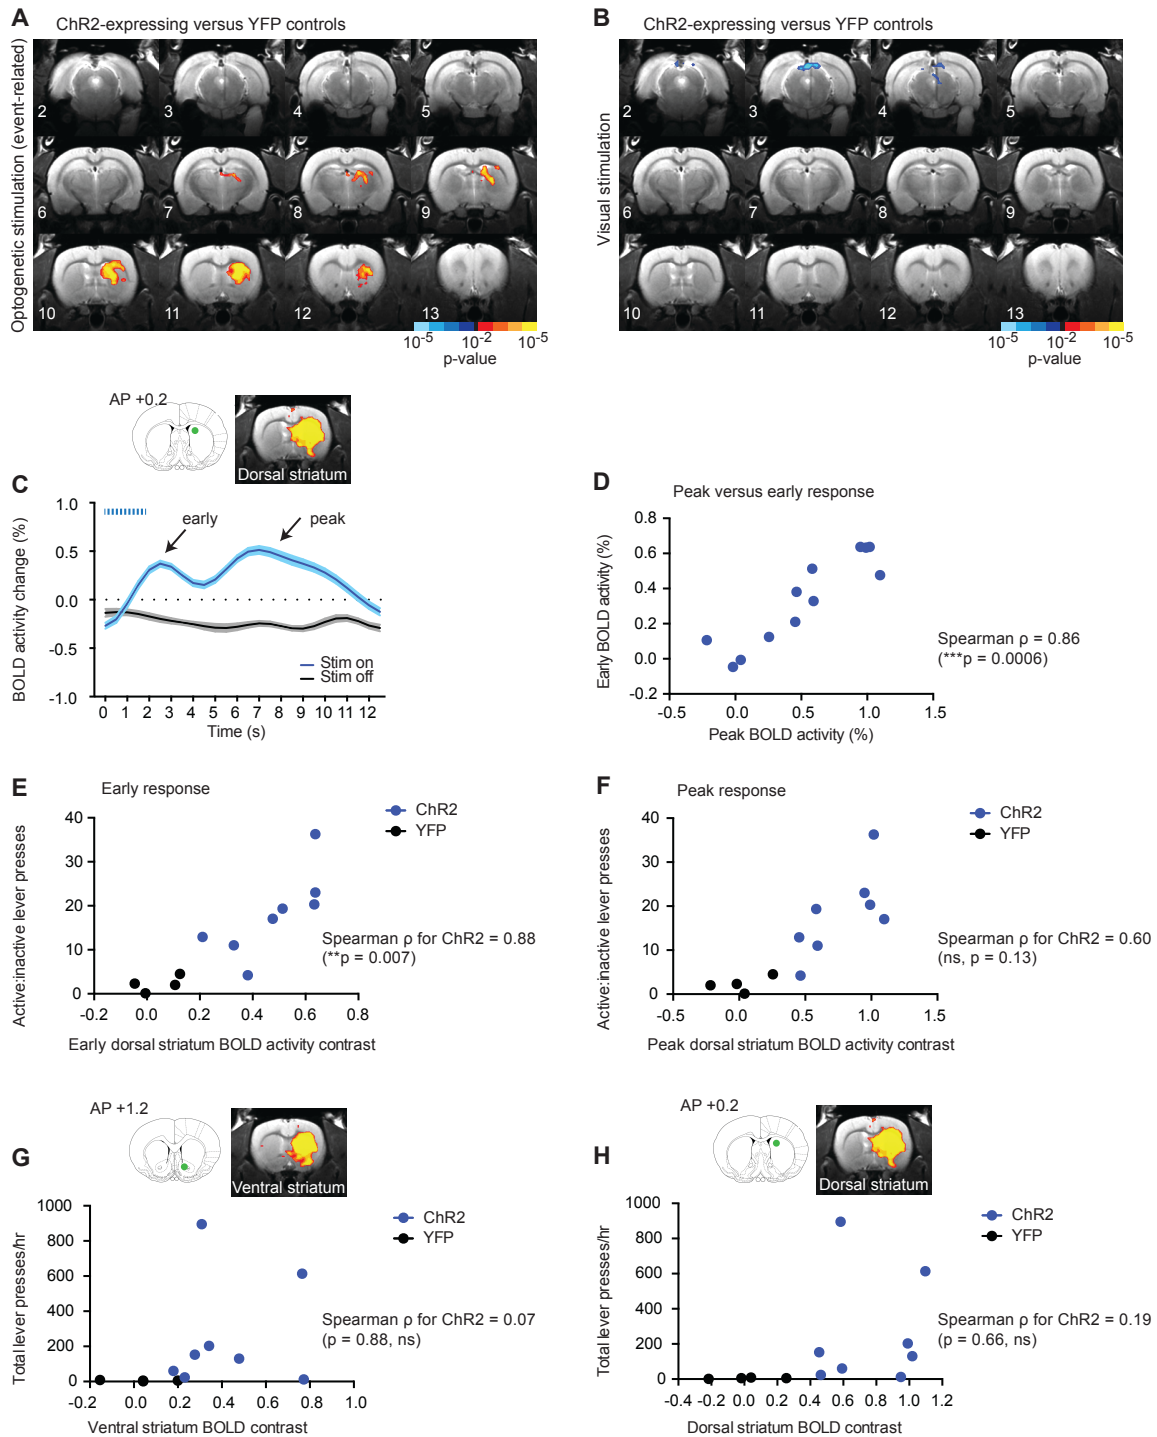 A
ChR2-expressing versus YFP controls
Optogenetic stimulation (event-related)
2
3
4
5
6
7
8
9
10
11
12
13
10-5 10-2 10-5
p-value
B
ChR2-expressing versus YFP controls
Visual stimulation
2
3
4
5
6
7
8
9
10
11
12
13
10-5 10-2 10-5
p-value
AP +0.2
Dorsal striatum
C
BOLD activity change (%)
1.0
0.5
0.0
-0.5
-1.0
early
peak
Stim on
Stim off
0 1 2 3 4 5 6 7 8 9 10 11 12
Time (s)
D
Peak versus early response
Early BOLD activity (%)
0.8
0.6
0.4
0.2
0.0
-0.2
-0.5 0.0 0.5 1.0 1.5
Peak BOLD activity (%)
Spearman ρ = 0.86
(***p = 0.0006)
E
Early response
Active:inactive lever presses
40
30
20
10
0
-0.2 0.0 0.2 0.4 0.6 0.8
Early dorsal striatum BOLD activity contrast
ChR2
YFP
Spearman ρ for ChR2 = 0.88
(**p = 0.007)
F
Peak response
Active:inactive lever presses
40
30
20
10
0
-0.5 0.0 0.5 1.0 1.5
Peak dorsal striatum BOLD activity contrast
ChR2
YFP
Spearman ρ for ChR2 = 0.60
(ns, p = 0.13)
AP +1.2
Ventral striatum
G
Total lever presses/hr
1000
800
600
400
200
0
-0.2 0.0 0.2 0.4 0.6 0.8 1.0
Ventral striatum BOLD contrast
ChR2
YFP
Spearman ρ for ChR2 = 0.07
(p = 0.88, ns)
AP +0.2
Dorsal striatum
H
Total lever presses/hr
1000
800
600
400
200
0
-0.4 -0.2 0.0 0.2 0.4 0.6 0.8 1.0 1.2
Dorsal striatum BOLD contrast
ChR2
YFP
Spearman ρ for ChR2 = 0.19
(p = 0.66, ns)